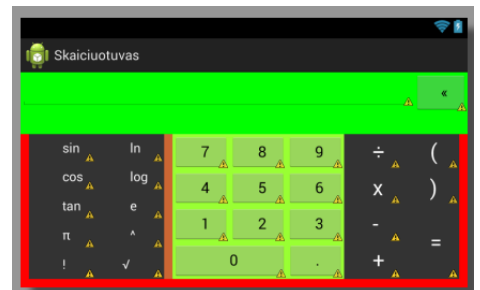 Skaiciuotuvas
«
sin ln 7 8 9 ÷ (
cos log 4 5 6 x )
tan e 1 2 3 -
π ^ 0 . + =
! √